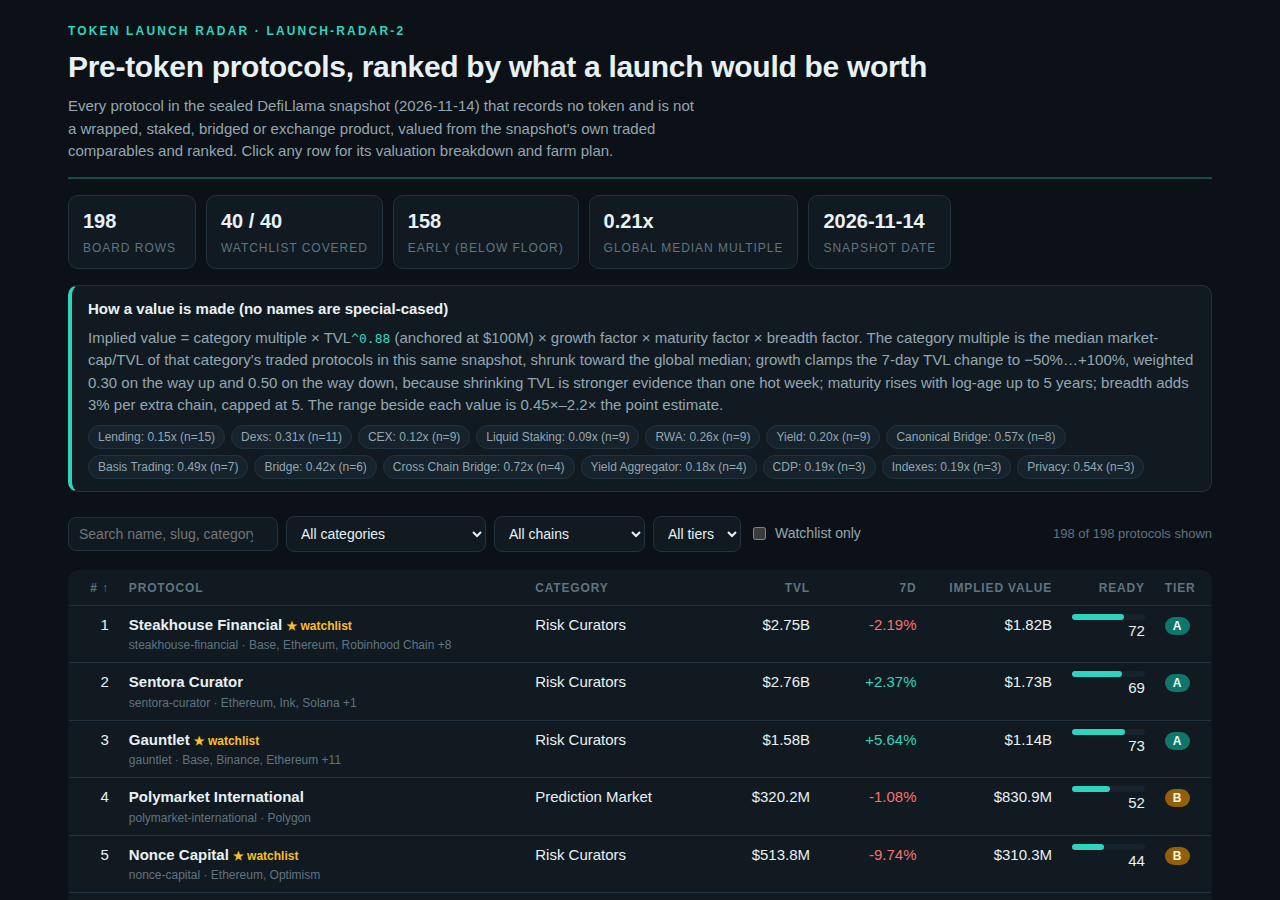 TOKEN LAUNCH RADAR · LAUNCH-RADAR-2
Pre-token protocols, ranked by what a launch would be worth
Every protocol in the sealed DefiLlama snapshot (2026-11-14) that records no token and is not
a wrapped, staked, bridged or exchange product, valued from the snapshot's own traded
comparables and ranked. Click any row for its valuation breakdown and farm plan.
198
BOARD ROWS
40 / 40
WATCHLIST COVERED
158
EARLY (BELOW FLOOR)
0.21x
GLOBAL MEDIAN MULTIPLE
2026-11-14
SNAPSHOT DATE
How a value is made (no names are special-cased)
Implied value = category multiple × TVL^0.88 (anchored at $100M) × growth factor × maturity factor × breadth factor. The category multiple is the median market-
cap/TVL of that category's traded protocols in this same snapshot, shrunk toward the global median; growth clamps the 7-day TVL change to −50%…+100%, weighted
0.30 on the way up and 0.50 on the way down, because shrinking TVL is stronger evidence than one hot week; maturity rises with log-age up to 5 years; breadth adds
3% per extra chain, capped at 5. The range beside each value is 0.45×–2.2× the point estimate.
Lending: 0.15x (n=15) Dexs: 0.31x (n=11) CEX: 0.12x (n=9) Liquid Staking: 0.09x (n=9) RWA: 0.26x (n=9) Yield: 0.20x (n=9) Canonical Bridge: 0.57x (n=8)
Basis Trading: 0.49x (n=7) Bridge: 0.42x (n=6) Cross Chain Bridge: 0.72x (n=4) Yield Aggregator: 0.18x (n=4) CDP: 0.19x (n=3) Indexes: 0.19x (n=3) Privacy: 0.54x (n=3)
Search name, slug, category All categories All chains All tiers Watchlist only 198 of 198 protocols shown
# ↑ PROTOCOL CATEGORY TVL 7D IMPLIED VALUE READY TIER
1 Steakhouse Financial ★ watchlist Risk Curators $2.75B -2.19% $1.82B 72 A
steakhouse-financial · Base, Ethereum, Robinhood Chain +8
2 Sentora Curator Risk Curators $2.76B +2.37% $1.73B 69 A
sentora-curator · Ethereum, Ink, Solana +1
3 Gauntlet ★ watchlist Risk Curators $1.58B +5.64% $1.14B 73 A
gauntlet · Base, Binance, Ethereum +11
4 Polymarket International Prediction Market $320.2M -1.08% $830.9M 52 B
polymarket-international · Polygon
5 Nonce Capital ★ watchlist Risk Curators $513.8M -9.74% $310.3M 44 B
nonce-capital · Ethereum, Optimism